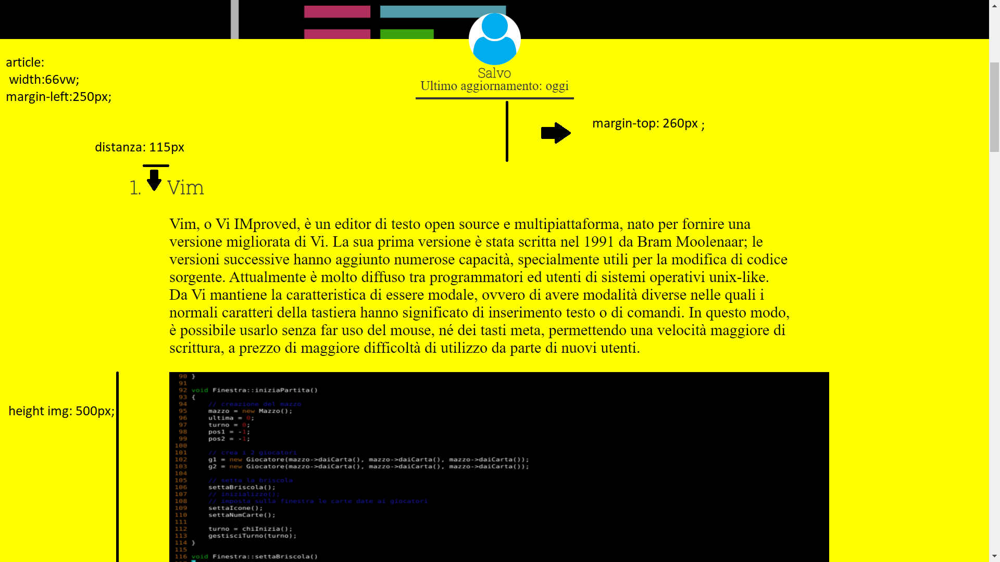 article:
width:66vw;
margin-left:250px;
Salvo
Ultimo aggiornamento: oggi
margin-top: 260px ;
distanza: 115px
1. Vim
Vim, o Vi IMproved, è un editor di testo open source e multipiattaforma, nato per fornire una
versione migliorata di Vi. La sua prima versione è stata scritta nel 1991 da Bram Moolenaar; le
versioni successive hanno aggiunto numerose capacità, specialmente utili per la modifica di codice
sorgente. Attualmente è molto diffuso tra programmatori ed utenti di sistemi operativi unix-like.
Da Vi mantiene la caratteristica di essere modale, ovvero di avere modalità diverse nelle quali i
normali caratteri della tastiera hanno significato di inserimento testo o di comandi. In questo modo,
è possibile usarlo senza far uso del mouse, né dei tasti meta, permettendo una velocità maggiore di
scrittura, a prezzo di maggiore difficoltà di utilizzo da parte di nuovi utenti.
height img: 500px;
90 }
91
92 void Finestra::iniziaPartita()
93 {
94 // creazione del mazzo
95 mazzo = new Mazzo();
96 ultima = 0;
97 turno = 0;
98 pos1 = -1;
99 pos2 = -1;
100
101 // crea i 2 giocatori
102 g1 = new Giocatore(mazzo->daiCarta(), mazzo->daiCarta(), mazzo->daiCarta());
103 g2 = new Giocatore(mazzo->daiCarta(), mazzo->daiCarta(), mazzo->daiCarta());
104
105 // setta la briscola
106 settaBriscola();
107 // inizializzo();
108 // imposta sulla finestra le carte date ai giocatori
109 settaIcone();
110 settaNumCarte();
111
112 turno = chiInizia();
113 gestisciTurno(turno);
114 }
115
116 void Finestra::settaBriscola()